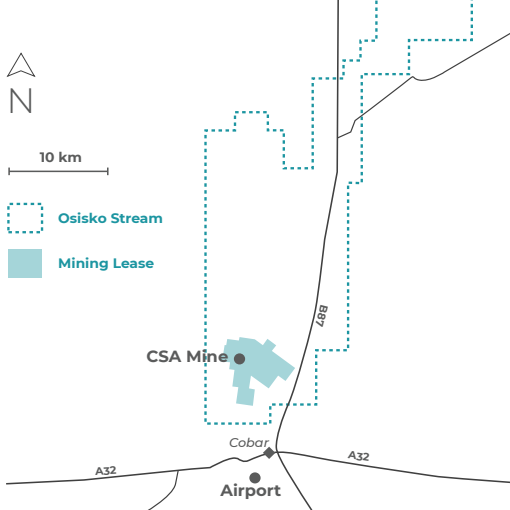 N
10 km
Osisko Stream
Mining Lease
B87
CSA Mine
Cobar
A32
A32
Airport